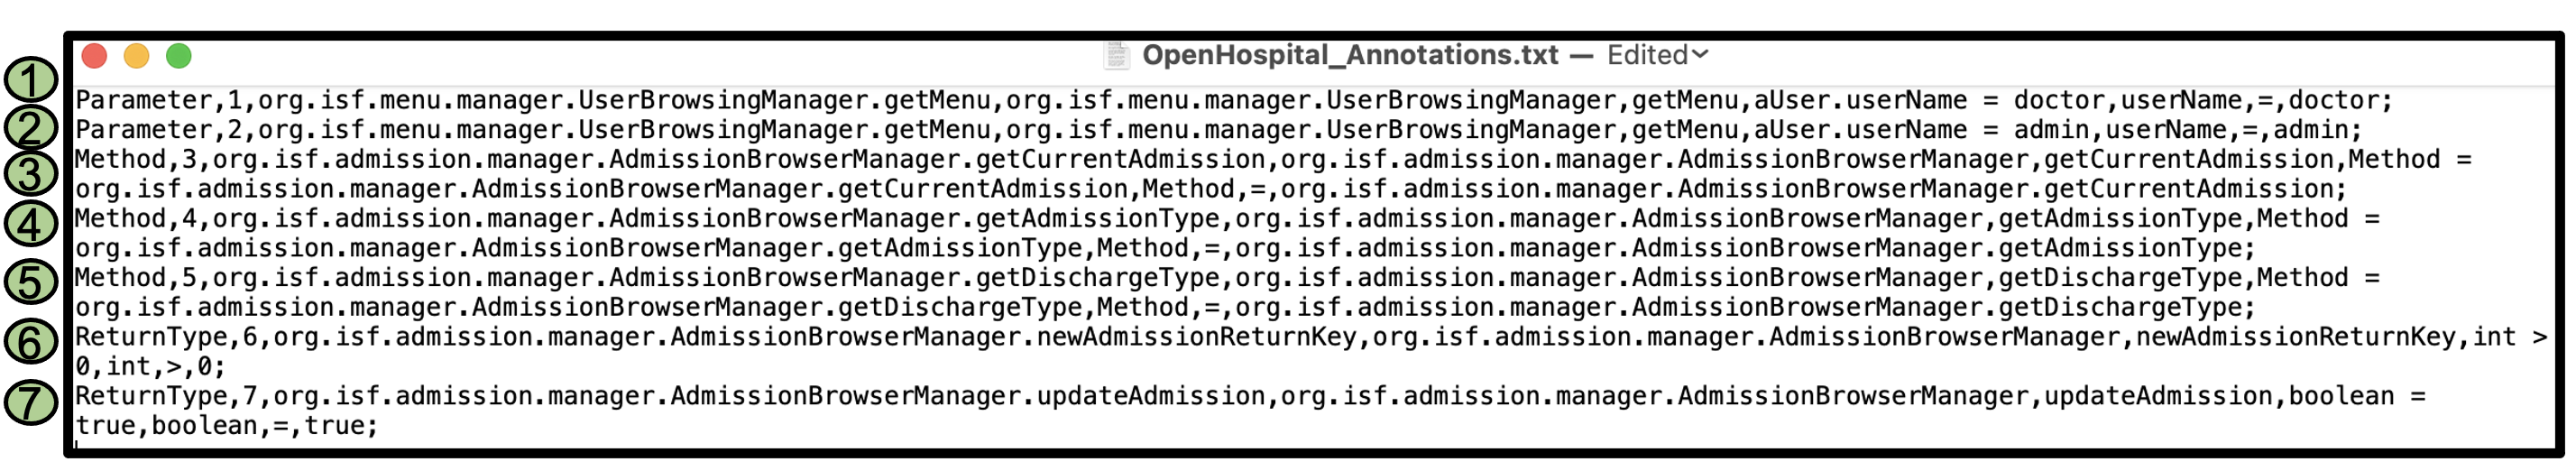 OpenHospital_Annotations.txt — Edited
1
Parameter,1,org.isf.menu.manager.UserBrowsingManager.getMenu,org.isf.menu.manager.UserBrowsingManager,getMenu,aUser.userName = doctor,userName,=,doctor;
2
Parameter,2,org.isf.menu.manager.UserBrowsingManager.getMenu,org.isf.menu.manager.UserBrowsingManager,getMenu,aUser.userName = admin,userName,=,admin;
3
Method,3,org.isf.admission.manager.AdmissionBrowserManager.getCurrentAdmission,org.isf.admission.manager.AdmissionBrowserManager,getCurrentAdmission,Method =
org.isf.admission.manager.AdmissionBrowserManager.getCurrentAdmission,Method,=,org.isf.admission.manager.AdmissionBrowserManager.getCurrentAdmission;
4
Method,4,org.isf.admission.manager.AdmissionBrowserManager.getAdmissionType,org.isf.admission.manager.AdmissionBrowserManager,getAdmissionType,Method =
org.isf.admission.manager.AdmissionBrowserManager.getAdmissionType,Method,=,org.isf.admission.manager.AdmissionBrowserManager.getAdmissionType;
5
Method,5,org.isf.admission.manager.AdmissionBrowserManager.getDischargeType,org.isf.admission.manager.AdmissionBrowserManager,getDischargeType,Method =
org.isf.admission.manager.AdmissionBrowserManager.getDischargeType,Method,=,org.isf.admission.manager.AdmissionBrowserManager.getDischargeType;
6
ReturnType,6,org.isf.admission.manager.AdmissionBrowserManager.newAdmissionReturnKey,org.isf.admission.manager.AdmissionBrowserManager,newAdmissionReturnKey,int >
0,int,>,0;
7
ReturnType,7,org.isf.admission.manager.AdmissionBrowserManager.updateAdmission,org.isf.admission.manager.AdmissionBrowserManager,updateAdmission,boolean =
true,boolean,=,true;